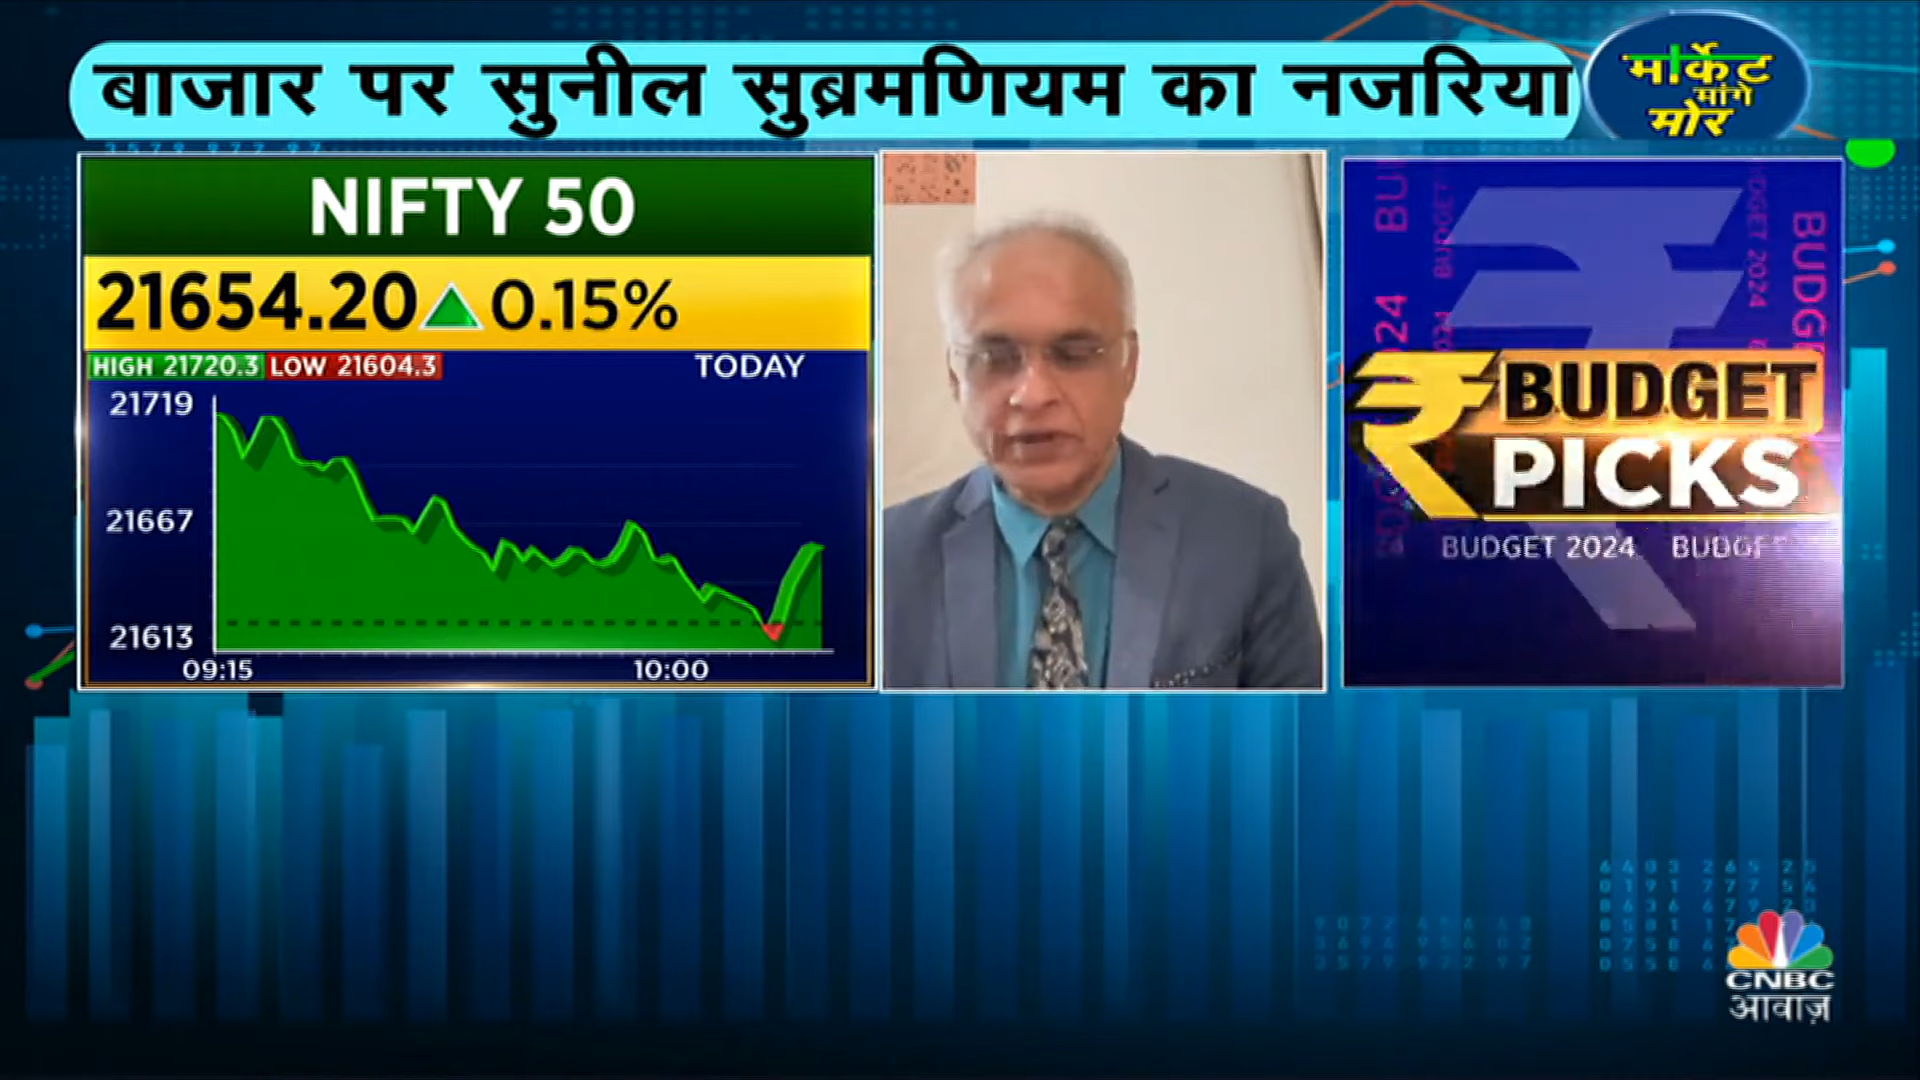 बाजार पर सुनील सुब्रमणियम का नजरिया
मार्केट
मांगे
मोर
NIFTY 50
21654.20 ▲ 0.15%
HIGH 21720.3 LOW 21604.3 TODAY
21719
21667
21613
09:15 10:00
BUDGET
PICKS
BUDGET 2024
CNBC
आवाज़